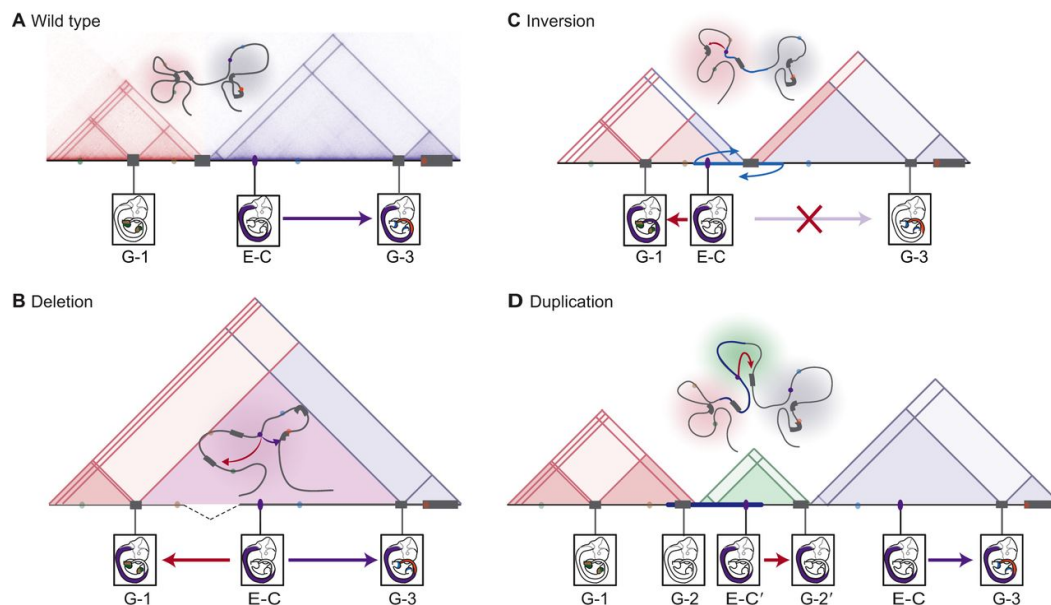 A Wild type
G-1 E-C G-3
B Deletion
G-1 E-C G-3
C Inversion
G-1 E-C G-3
D Duplication
G-1 G-2 E-C′ G-2′ E-C G-3